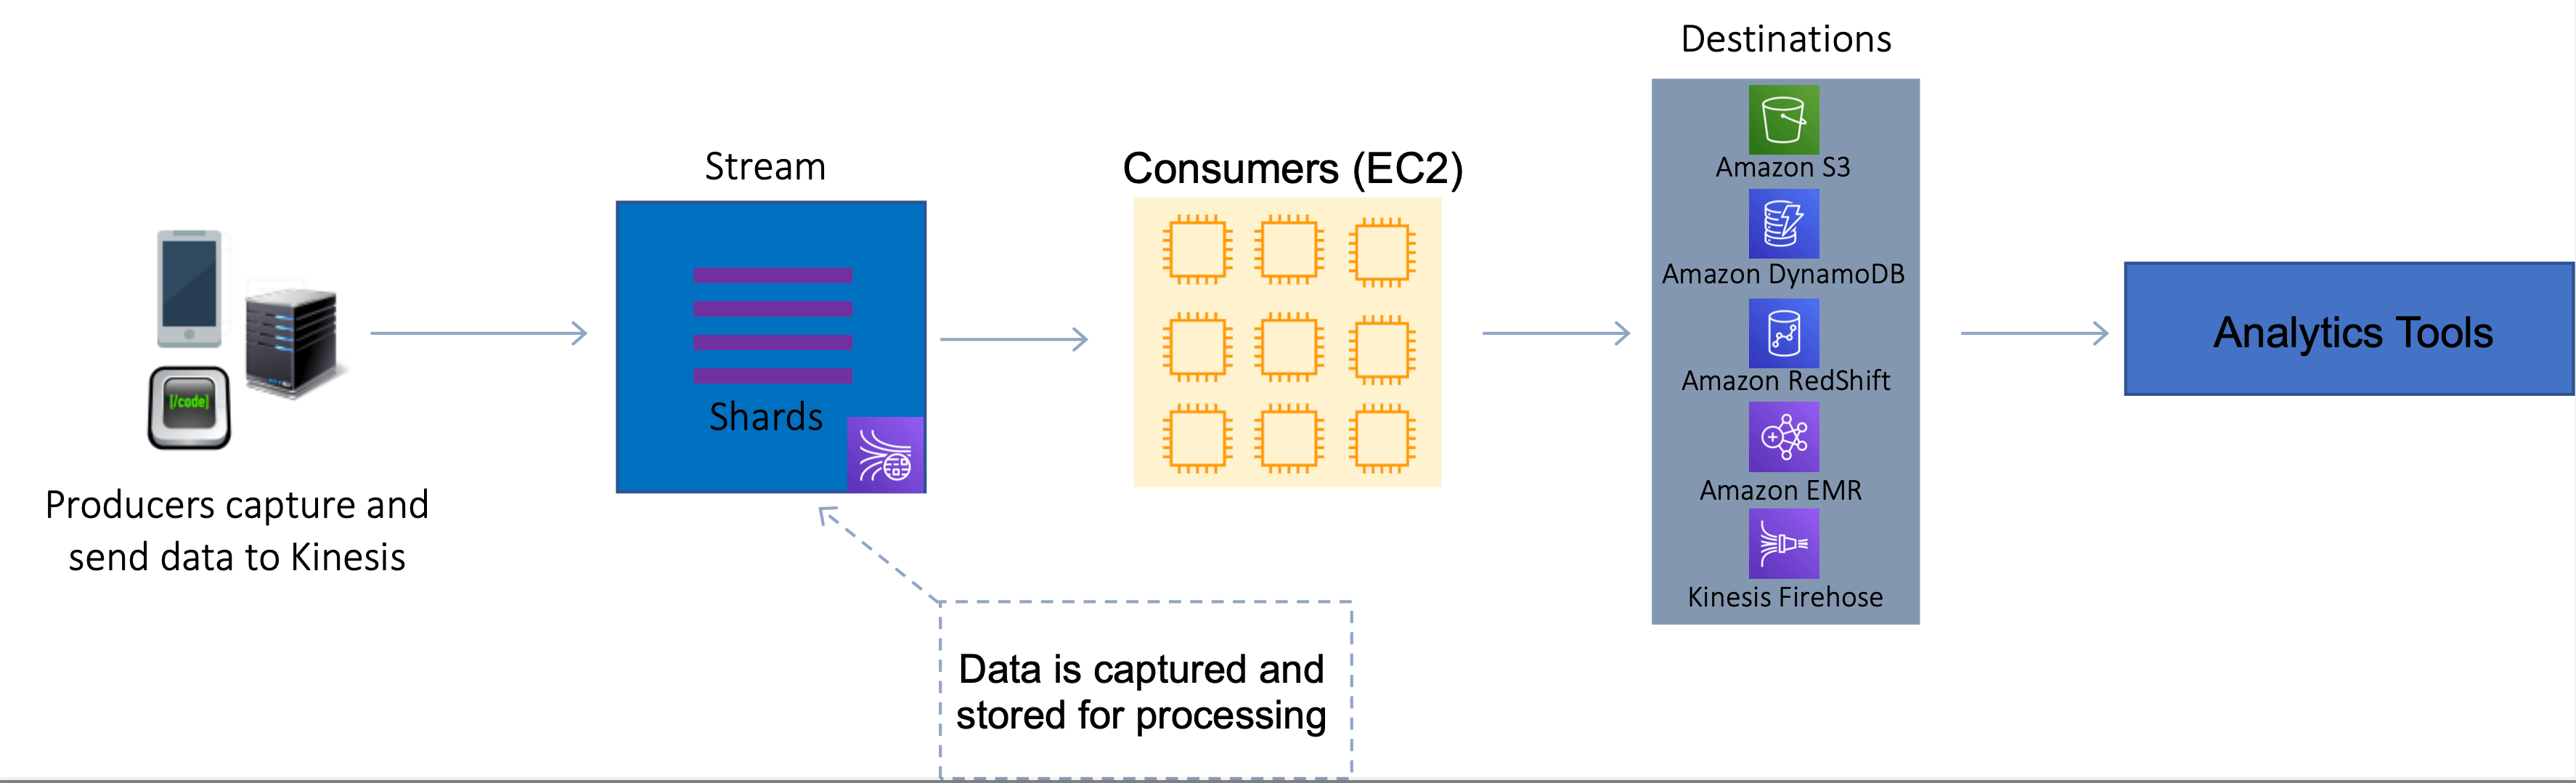 Producers capture and
send data to Kinesis
[/code]
Stream
Shards
Data is captured and
stored for processing
Consumers (EC2)
Destinations
Amazon S3
Amazon DynamoDB
Amazon RedShift
Amazon EMR
Kinesis Firehose
Analytics Tools